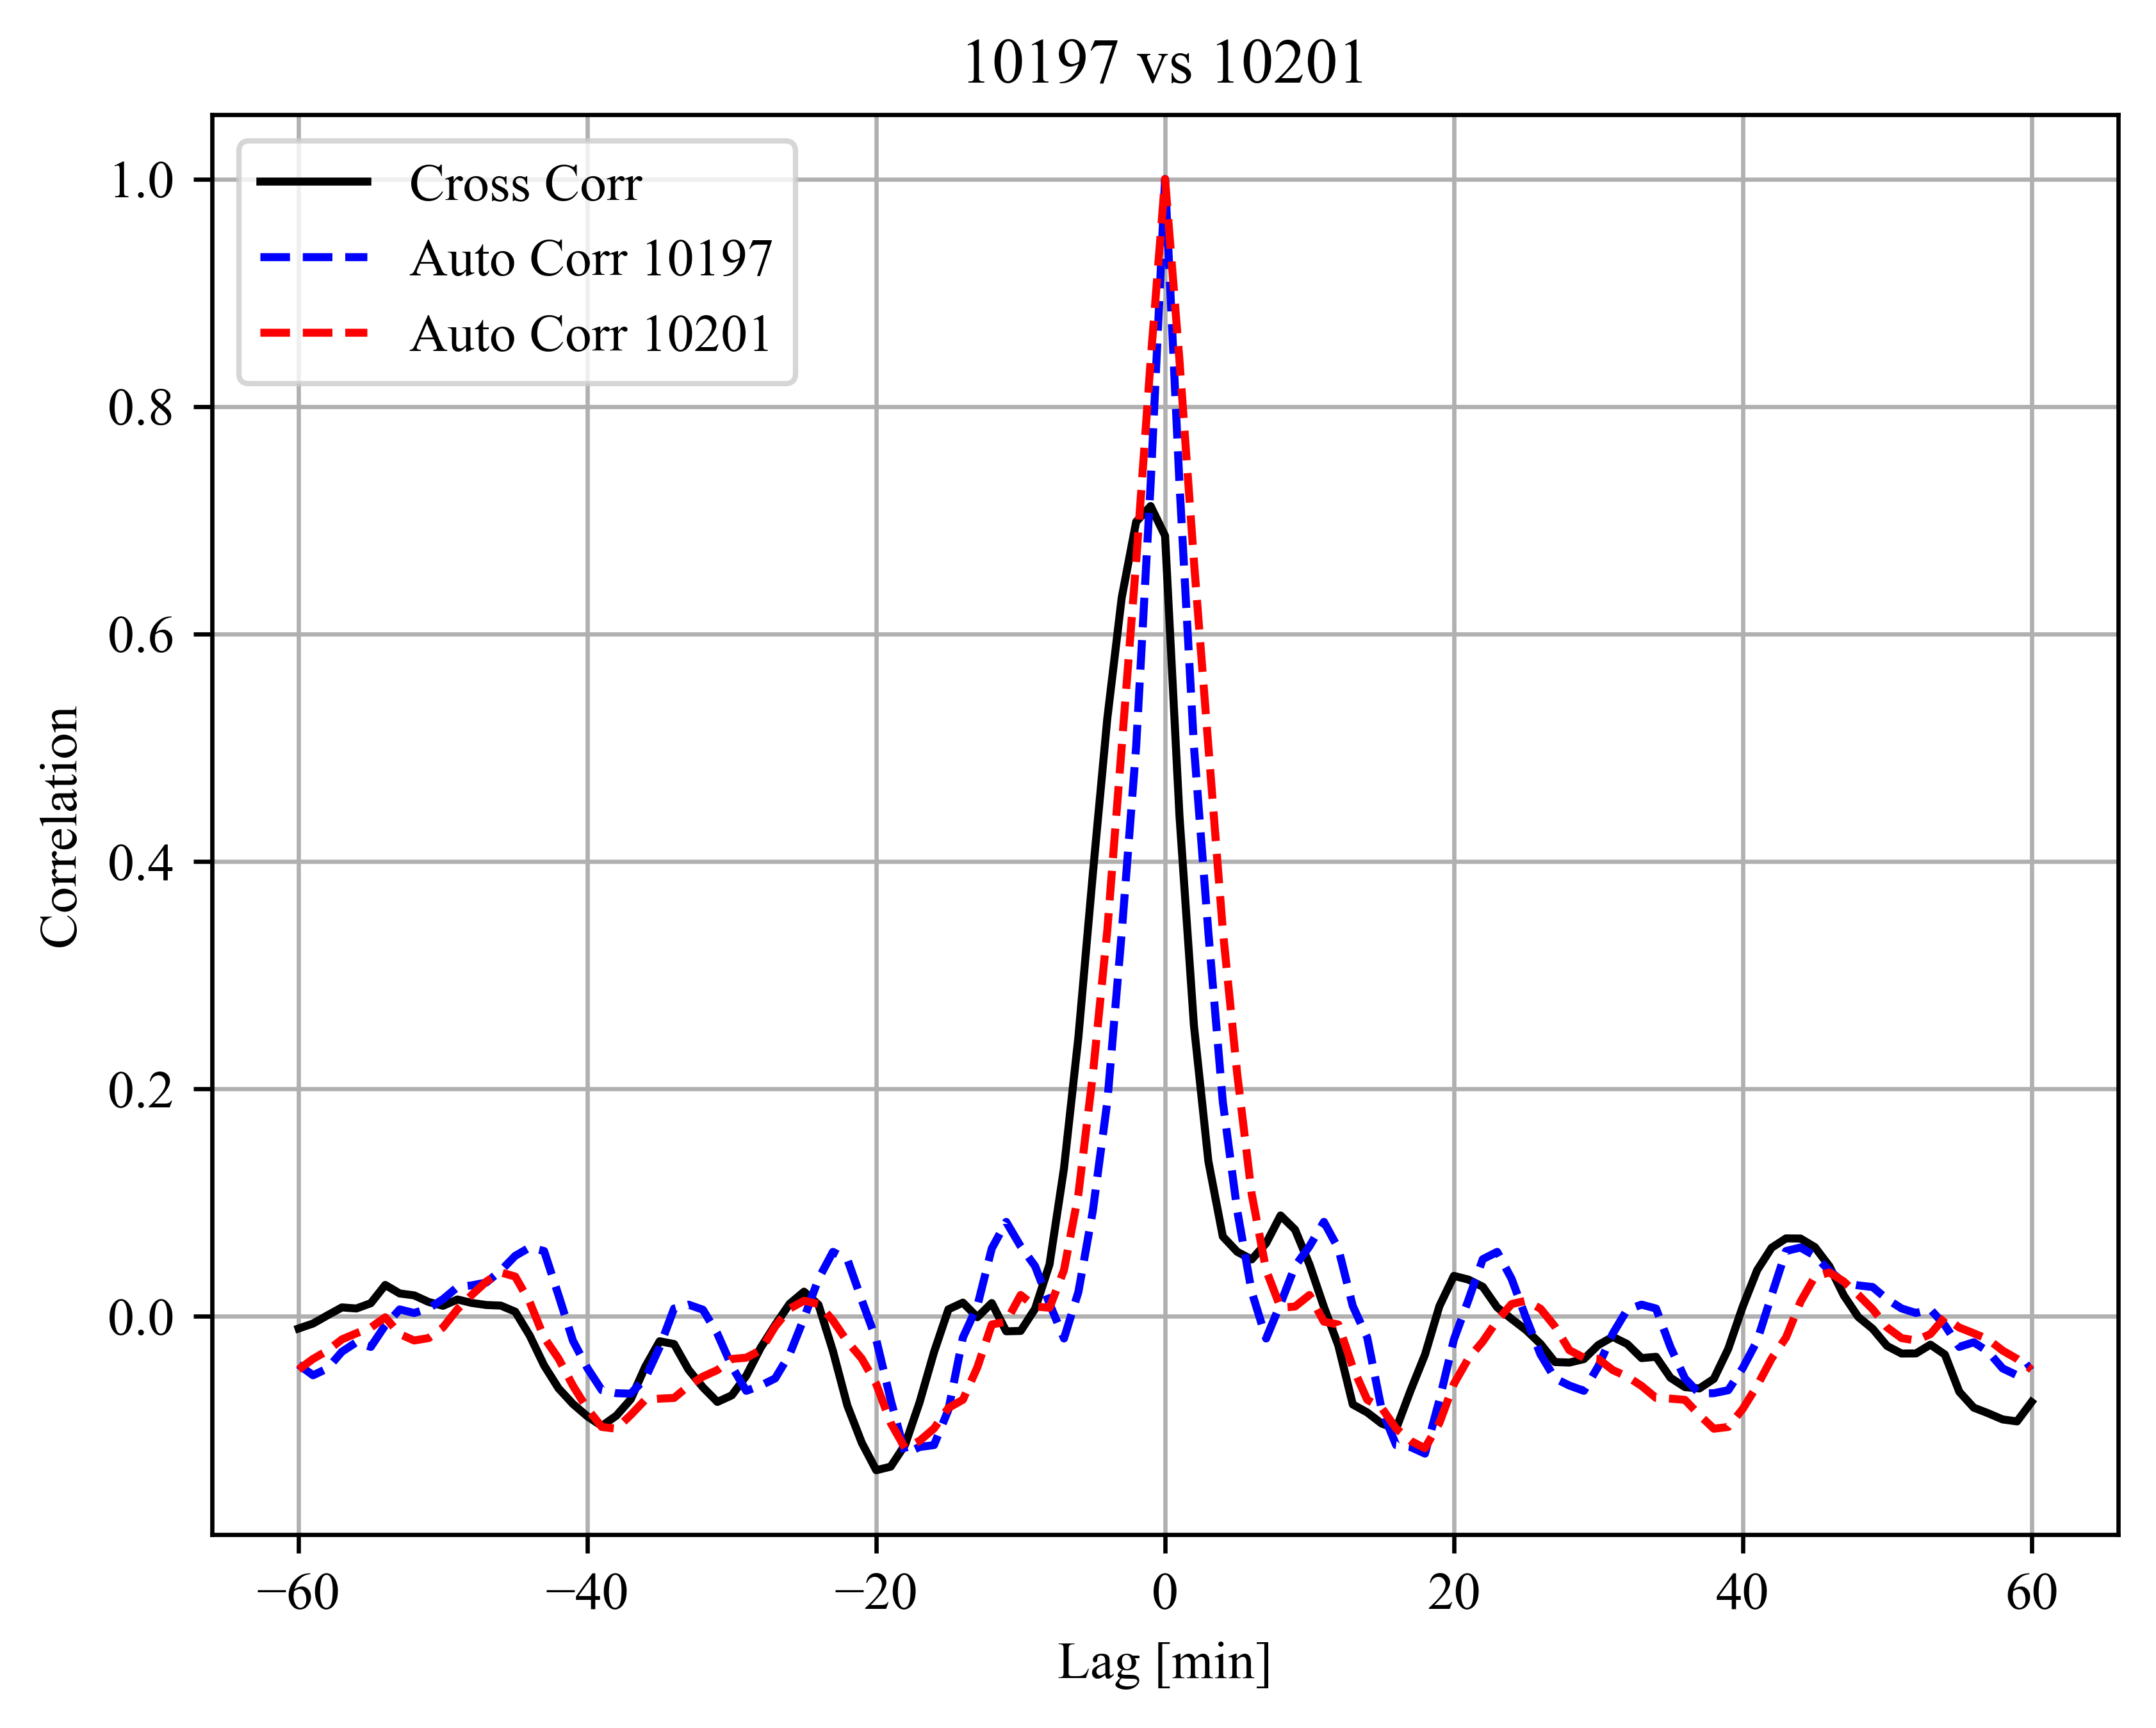 10197 vs 10201
Cross Corr
Auto Corr 10197
Auto Corr 10201
1.0
0.8
0.6
0.4
0.2
0.0
Correlation
−60 −40 −20 0 20 40 60
Lag [min]